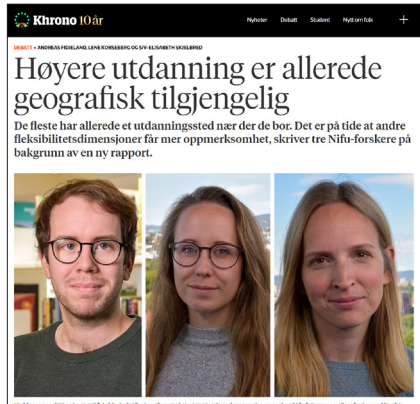 Khrono 10 år
Nyheter Debatt Student Nytt om folk
DEBATT • ANDREAS FIDJELAND, LENE KORSEBERG OG SIV-ELISABETH SKJELBRED
Høyere utdanning er allerede
geografisk tilgjengelig
De fleste har allerede et utdanningssted nær der de bor. Det er på tide at andre
fleksibilitetsdimensjoner får mer oppmerksomhet, skriver tre Nifu-forskere på
bakgrunn av en ny rapport.